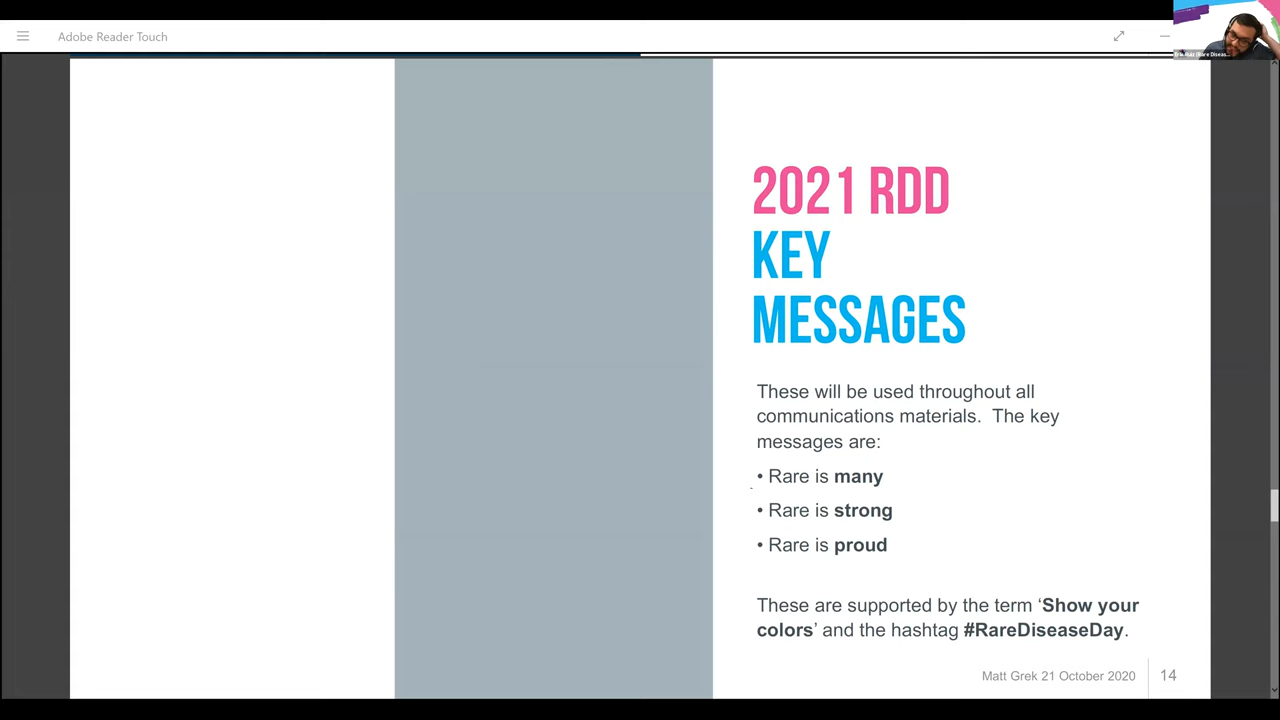 Adobe Reader Touch
2021 RDD
KEY
MESSAGES
These will be used throughout all
communications materials. The key
messages are:
• Rare is many
• Rare is strong
• Rare is proud
These are supported by the term ‘Show your
colors’ and the hashtag #RareDiseaseDay.
Matt Grek 21 October 2020
14